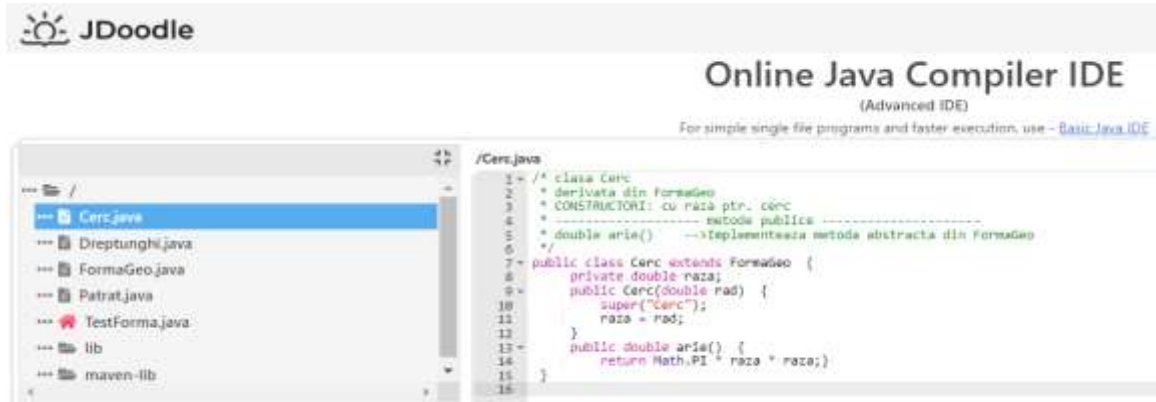 JDoodle
Online Java Compiler IDE
(Advanced IDE)
For simple single file programs and faster execution, use - Basic Java IDE
/
Cerc.java
Dreptunghi.java
FormaGeo.java
Patrat.java
TestForma.java
lib
maven-lib
/Cerc.java
1 /* clasa Cerc
2 * derivata din FormaGeo
3 * CONSTRUCTORI: cu raza ptr. cerc
4 * ------------------- metode publice ----------------------
5 * double arie() -->Implementeaza metoda abstracta din FormaGeo
6 */
7 public class Cerc extends FormaGeo {
8 private double raza;
9 public Cerc(double rad) {
10 super("Cerc");
11 raza = rad;
12 }
13 public double arie() {
14 return Math.PI * raza * raza;}
15 }
16